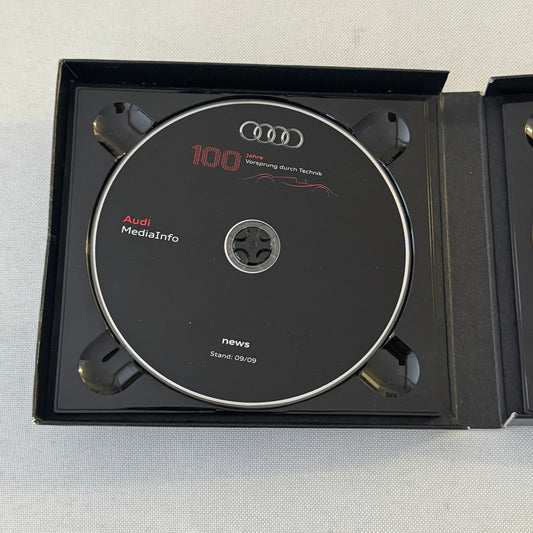 100 Jahre
Vorsprung durch Technik
Audi
MediaInfo
news
Stand: 09/09